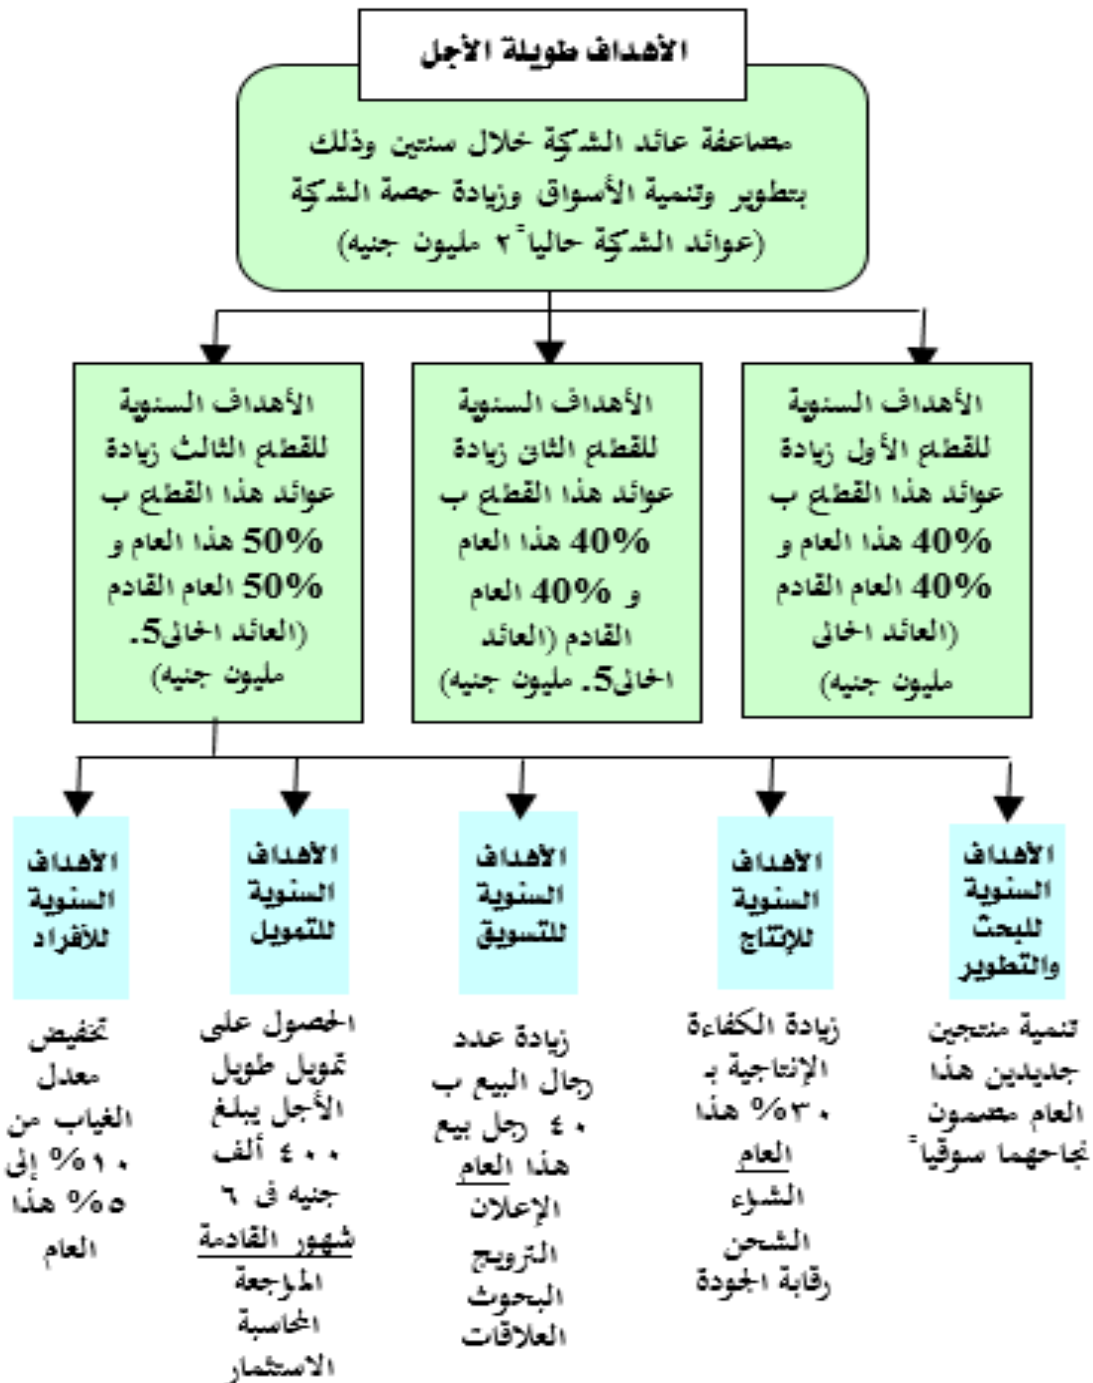 الأهداف طويلة الأجل
مضاعفة عائد الشركة خلال سنتين وذلك
بتطوير وتنمية الأسواق وزيادة حصة الشركة
(عوائد الشركة حاليا = ٢ مليون جنيه)
الأهداف السنوية
للقطاع الأول زيادة
عوائد هذا القطاع ب
40% هذا العام و
40% العام القادم
(العائد الحالى
مليون جنيه)
الأهداف السنوية
للقطاع الثانى زيادة
عوائد هذا القطاع ب
40% هذا العام
و 40% العام
القادم (العائد
الحالى5. مليون جنيه)
الأهداف السنوية
للقطاع الثالث زيادة
عوائد هذا القطاع ب
50% هذا العام و
50% العام القادم
(العائد الحالى5.
مليون جنيه)
الأهداف
السنوية
للبحث
والتطوير
تنمية منتجين
جديدين هذا
العام مضمون
نجاحهما سوقيا =
الأهداف
السنوية
للإنتاج
زيادة الكفاءة
الإنتاجية بـ
٣٠% هذا
العام
الشراء
الشحن
رقابة الجودة
الأهداف
السنوية
للتسويق
زيادة عدد
رجال البيع ب
٤٠ رجل بيع
هذا العام
الإعلان
الترويج
البحوث
العلاقات
الأهداف
السنوية
للتمويل
الحصول على
تمويل طويل
الأجل يبلغ
٤٠٠ ألف
جنيه فى ٦
شهور القادمة
المراجعة
المحاسبة
الاستثمار
الأهداف
السنوية
للأفراد
تخفيض
معدل
الغياب من
١٠% إلى
٥% هذا
العام